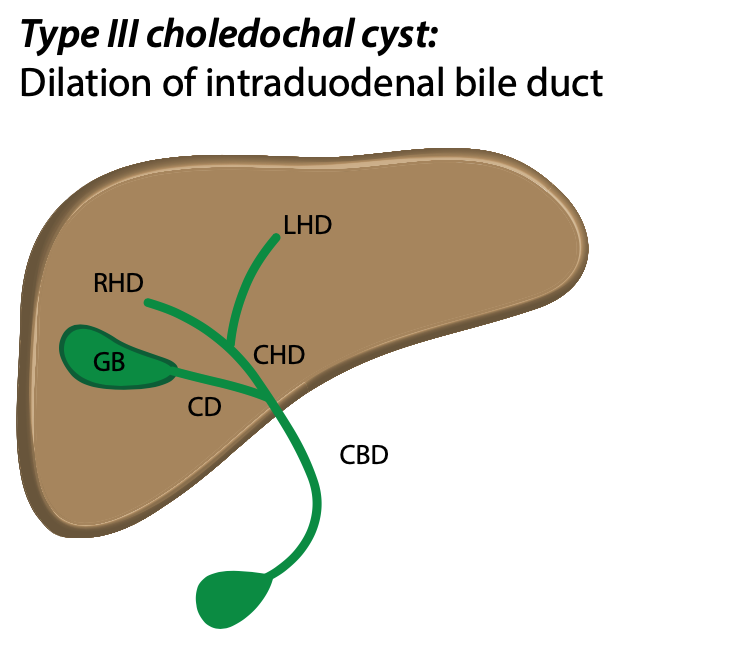 Type III choledochal cyst:
Dilation of intraduodenal bile duct
LHD
RHD
CHD
GB
CD
CBD